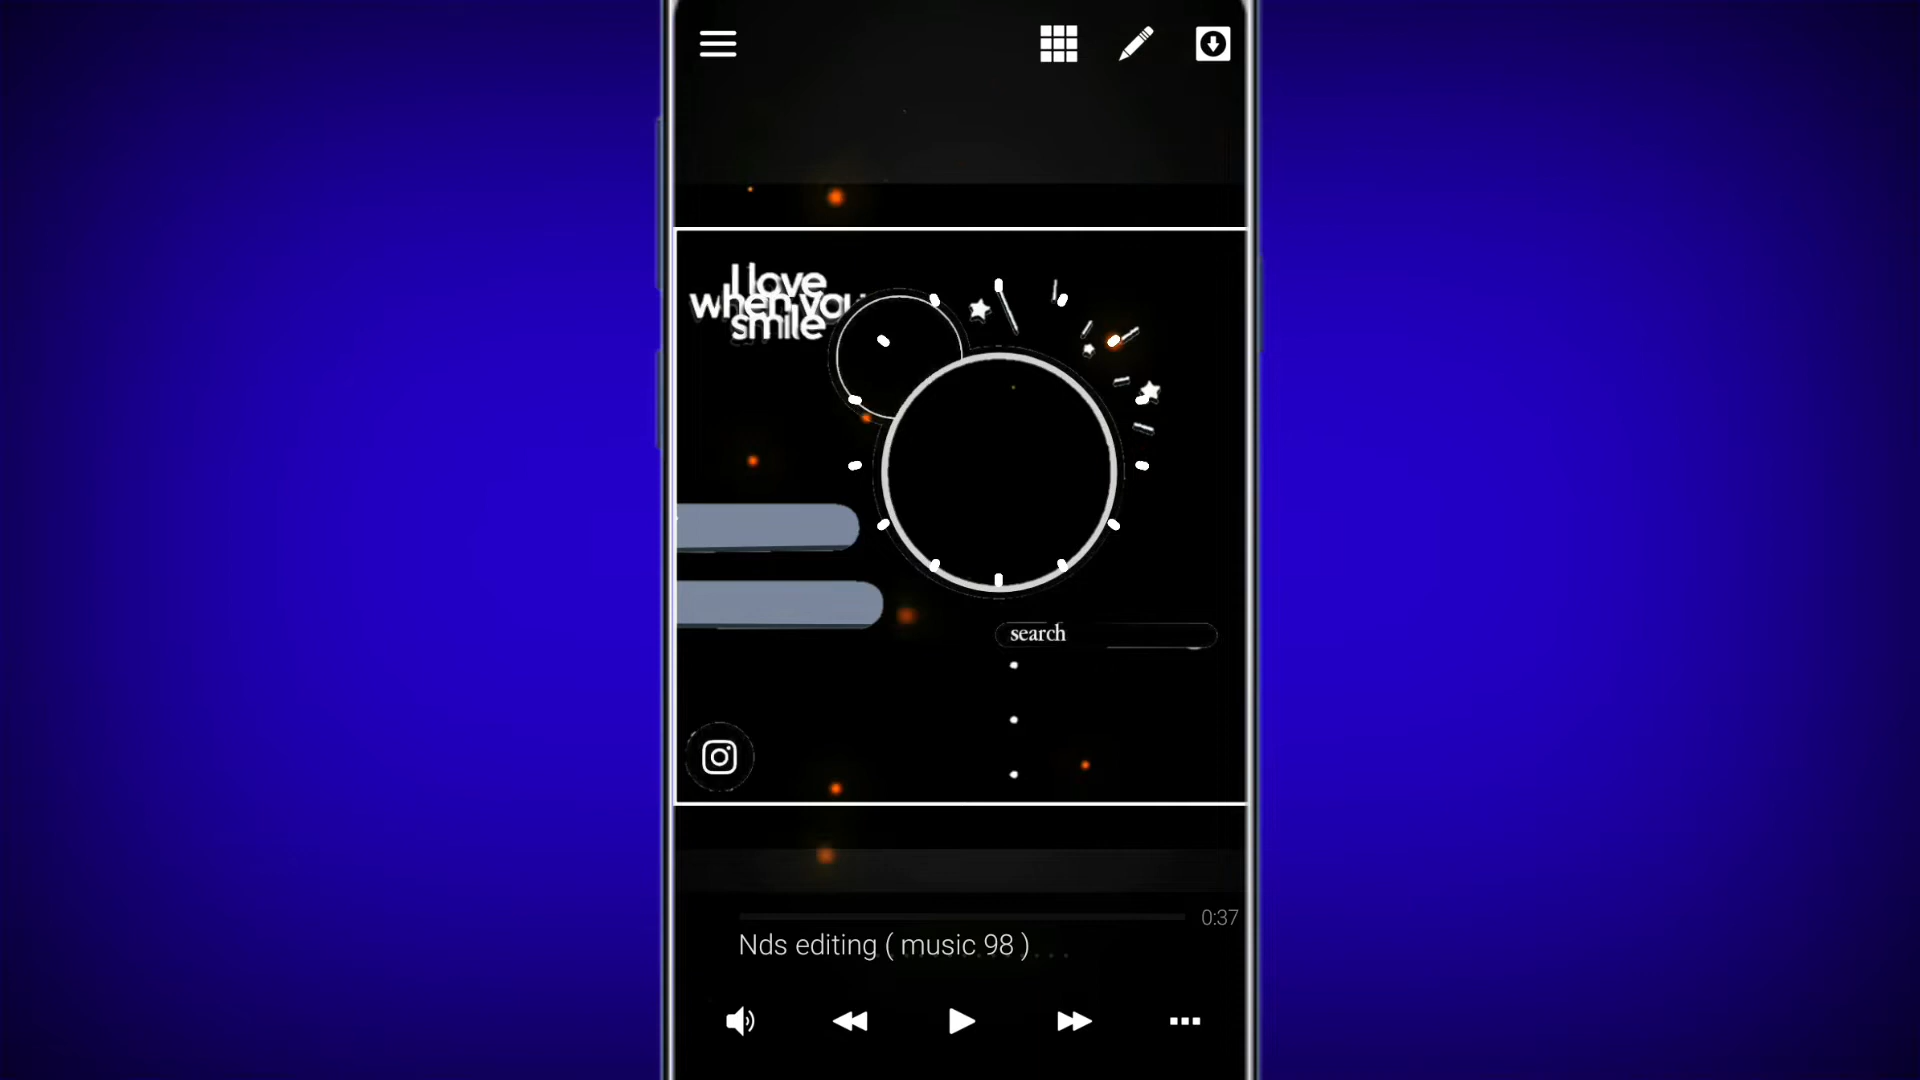 I love
when you
smile
search
0:37
Nds editing ( music 98 )